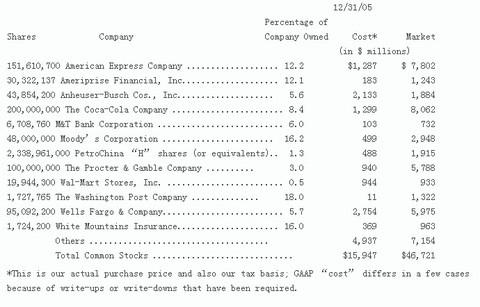 12/31/05
Percentage of
Shares Company Company Owned Cost* Market
(in $ millions)
151,610,700 American Express Company ................... 12.2 $1,287 $ 7,802
30,322,137 Ameriprise Financial, Inc................... 12.1 183 1,243
43,854,200 Anheuser-Busch Cos., Inc................... 5.6 2,133 1,884
200,000,000 The Coca-Cola Company ..................... 8.4 1,299 8,062
6,708,760 M&T Bank Corporation ....................... 6.0 103 732
48,000,000 Moody's Corporation ....................... 16.2 499 2,948
2,338,961,000 PetroChina “H” shares (or equivalents).. 1.3 488 1,915
100,000,000 The Procter & Gamble Company .......... 3.0 940 5,788
19,944,300 Wal-Mart Stores, Inc. ..................... 0.5 944 933
1,727,765 The Washington Post Company ............. 18.0 11 1,322
95,092,200 Wells Fargo & Company..................... 5.7 2,754 5,975
1,724,200 White Mountains Insurance.............. 16.0 369 963
Others ....................................... 4,937 7,154
Total Common Stocks ............................. $15,947 $46,721
*This is our actual purchase price and also our tax basis; GAAP “cost” differs in a few cases
because of write-ups or write-downs that have been required.